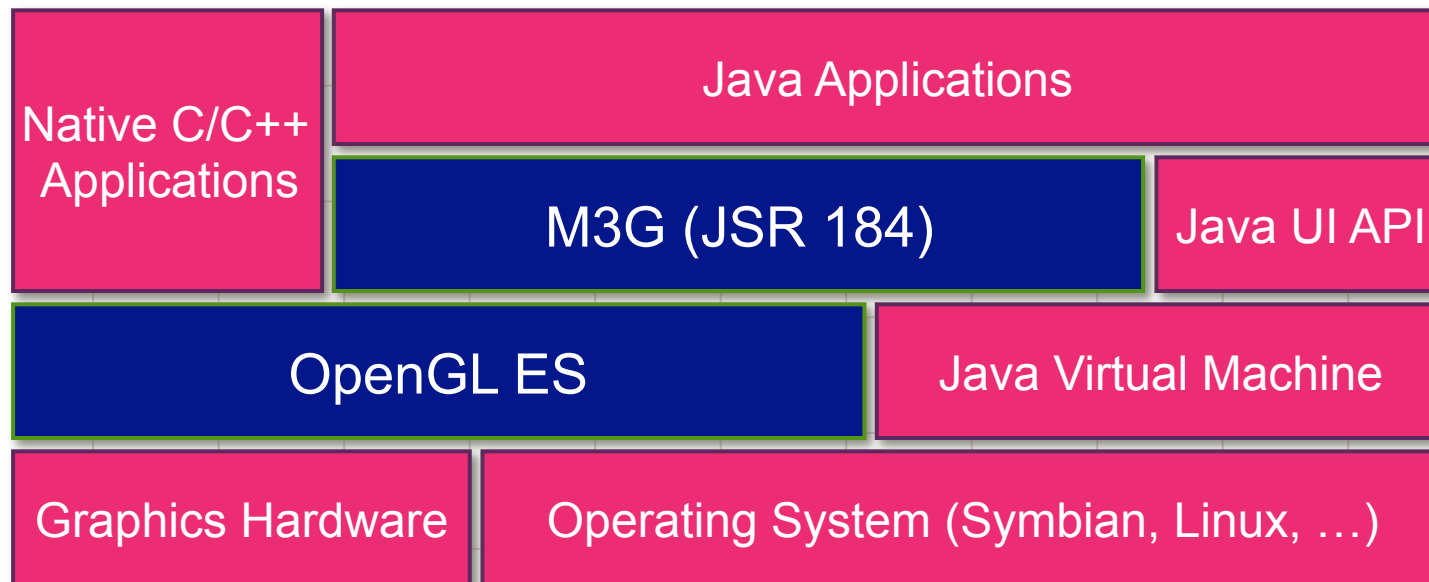 Java Applications
Native C/C++
Applications
M3G (JSR 184)
Java UI API
OpenGL ES
Java Virtual Machine
Graphics Hardware
Operating System (Symbian, Linux, …)